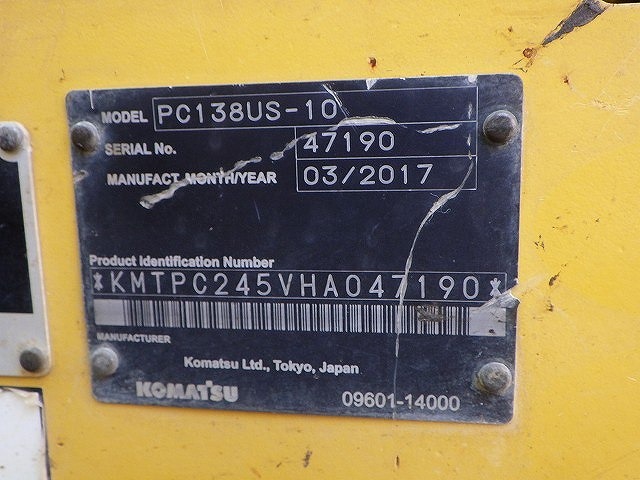 MODEL PC138US-10
SERIAL No. 47190
MANUFACT MONTH/YEAR 03/2017
Product Identification Number
*KMTPC245VHA047190*
MANUFACTURER
Komatsu Ltd., Tokyo, Japan
KOMATSU 09601-14000